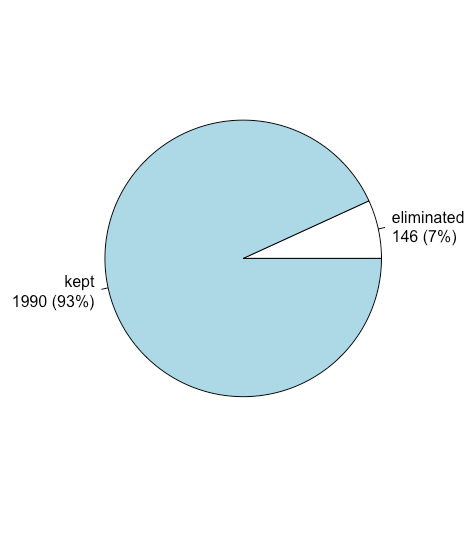 eliminated
146 (7%)
kept
1990 (93%)